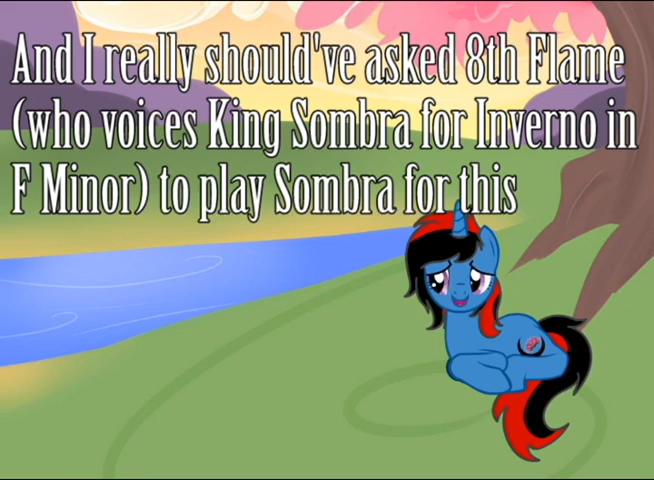 And I really should've asked 8th Flame
(who voices King Sombra for Inverno in
F Minor) to play Sombra for this